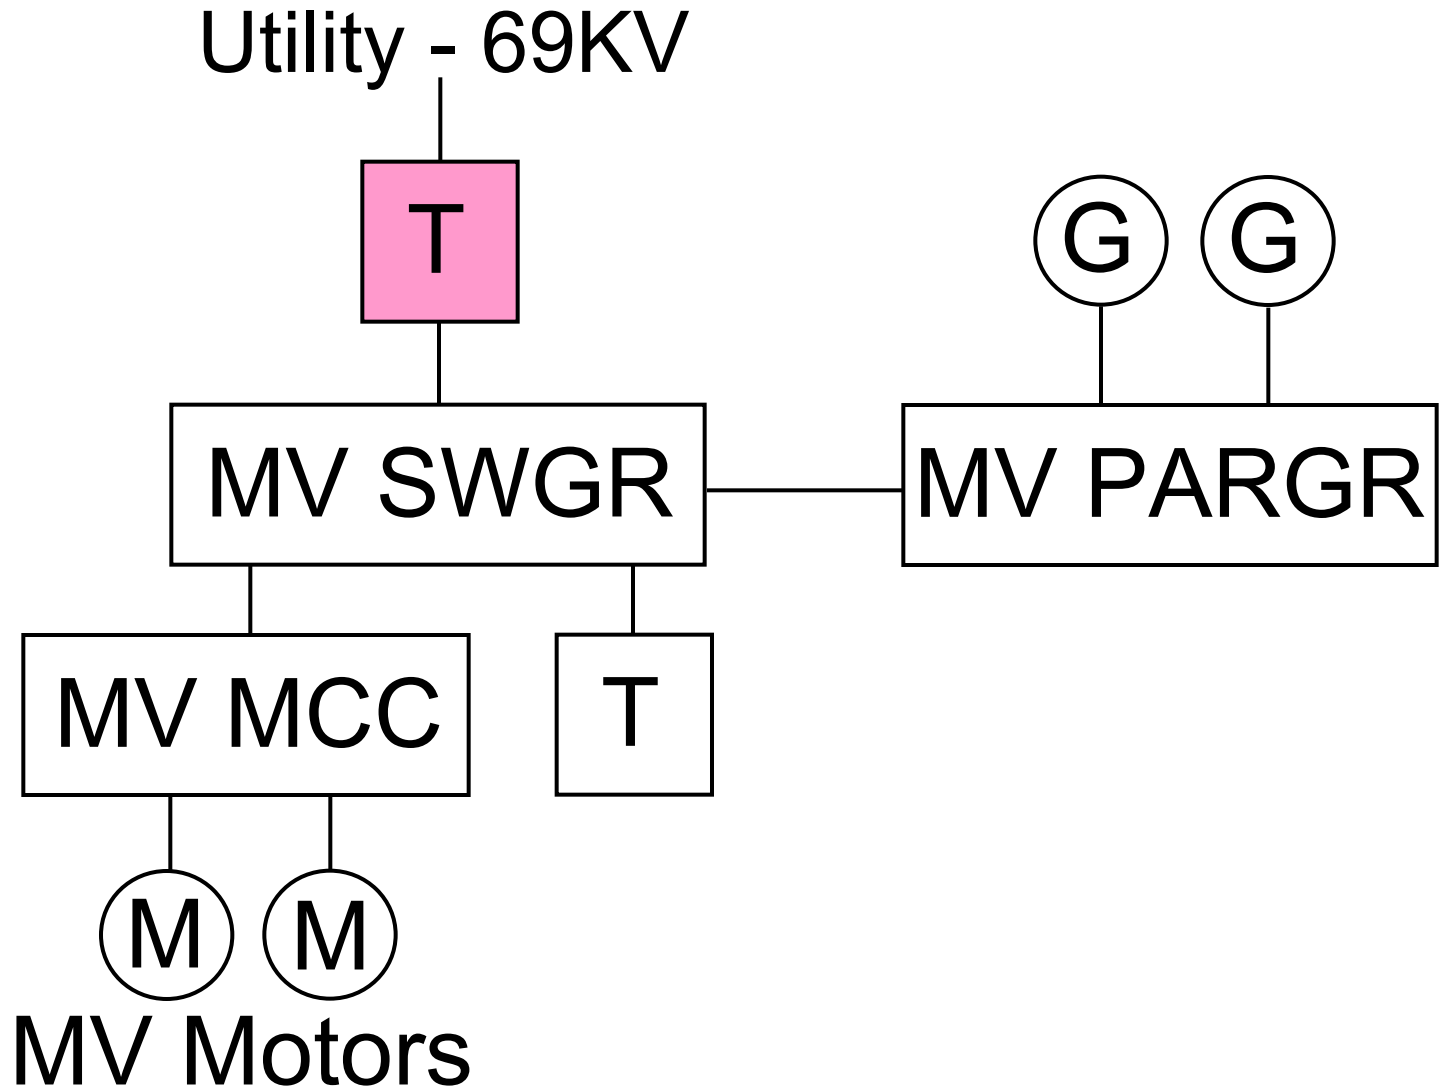 Utility - 69KV
T
G G
MV SWGR
MV PARGR
MV MCC
T
M M
MV Motors